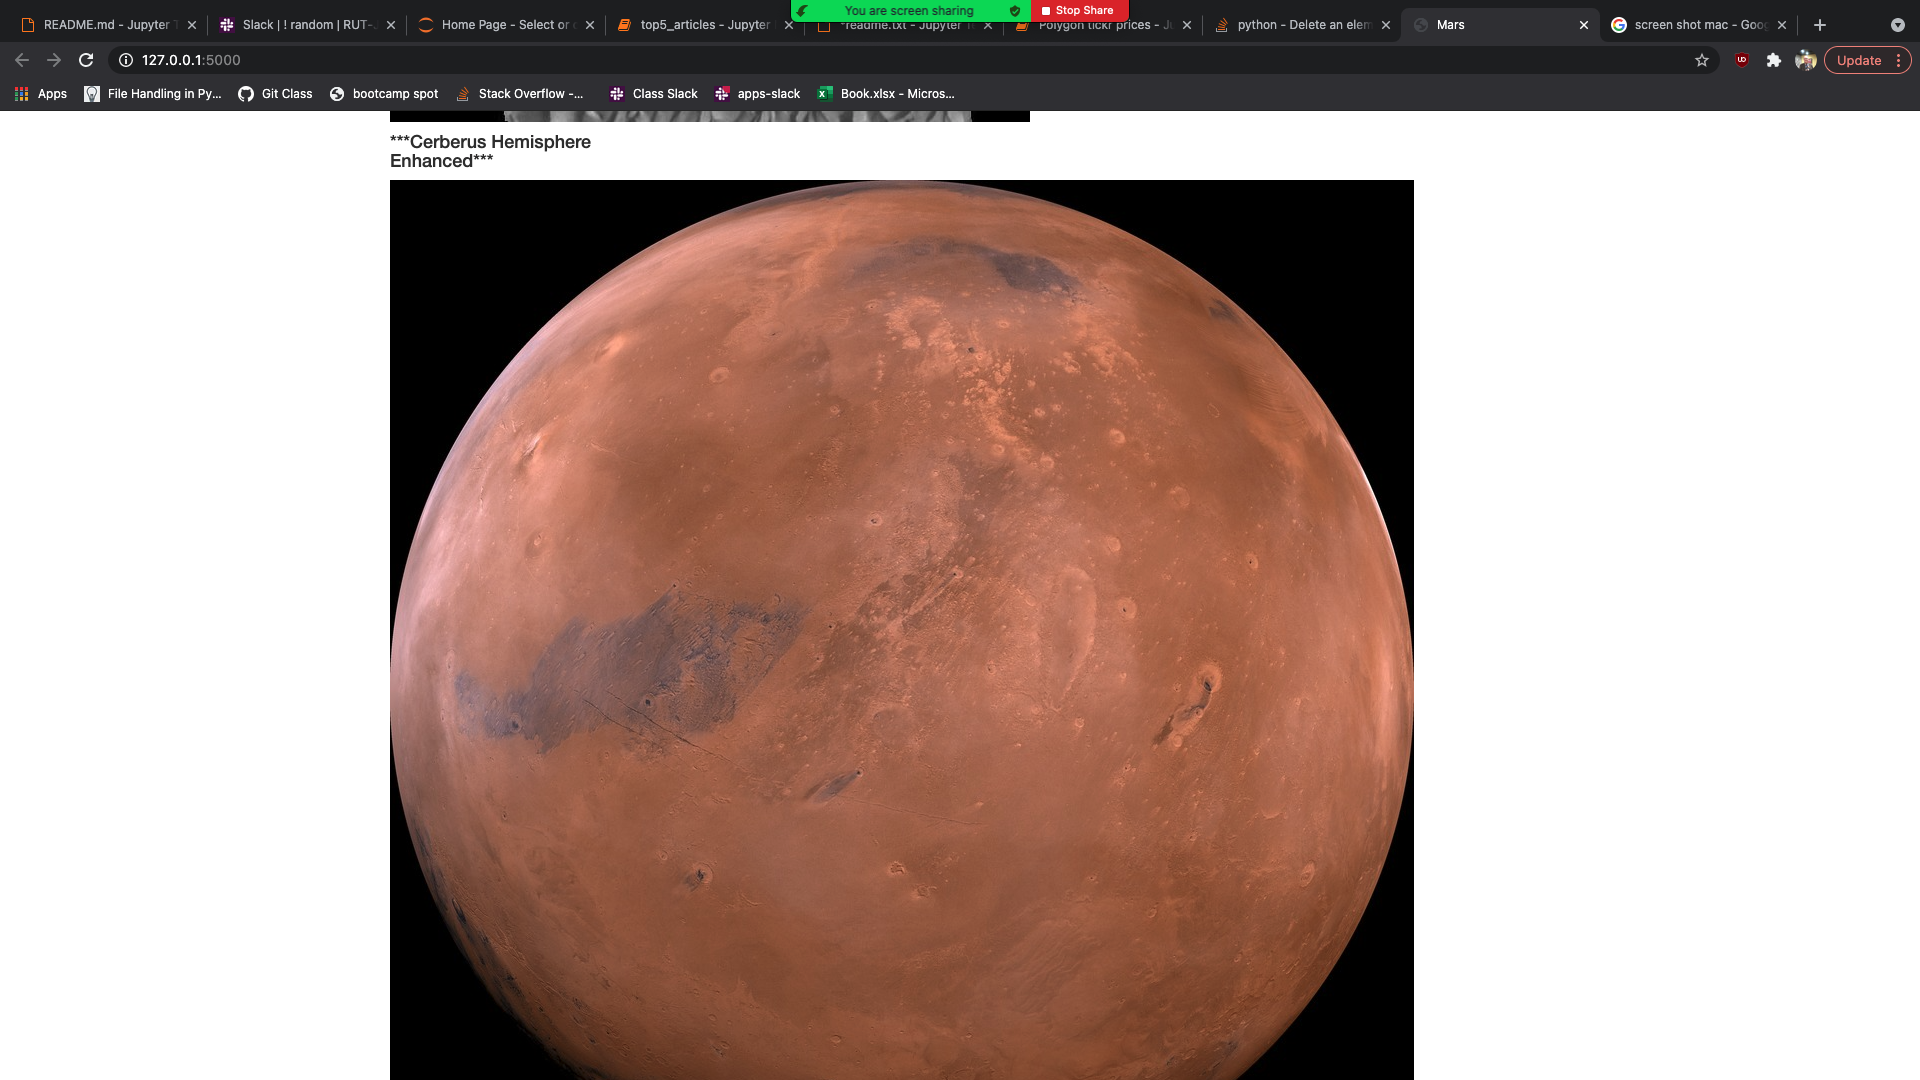 README.md - Jupyter T
Slack | ! random | RUT-J
Home Page - Select or c
top5_articles - Jupyter
*readme.txt - Jupyter Te
Polygon tickr prices - Ju
python - Delete an elem
Mars
screen shot mac - Goog
You are screen sharing
Stop Share
127.0.0.1:5000
Update
Apps
File Handling in Py...
Git Class
bootcamp spot
Stack Overflow -...
Class Slack
apps-slack
Book.xlsx - Micros...
***Cerberus Hemisphere
Enhanced***